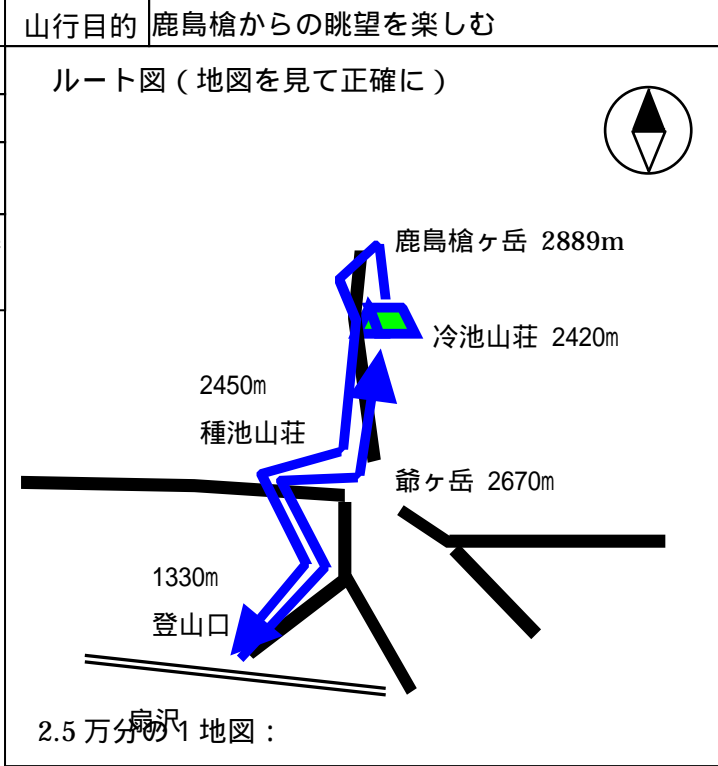 山行目的 鹿島槍からの眺望を楽しむ
ルート図（地図を見て正確に）
鹿島槍ヶ岳 2889m
冷池山荘 2420m
2450m
種池山荘
爺ヶ岳 2670m
1330m
登山口
扇沢
2.5 万分の 1 地図：